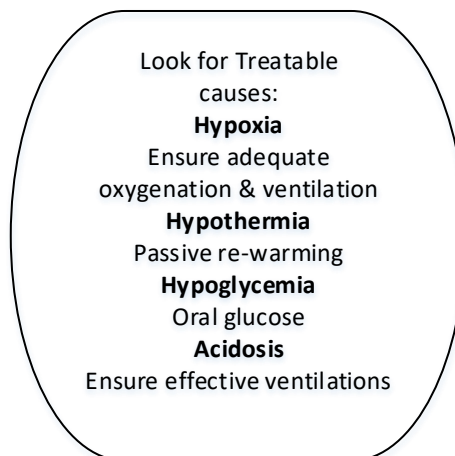 Look for Treatable
causes:
Hypoxia
Ensure adequate
oxygenation & ventilation
Hypothermia
Passive re-warming
Hypoglycemia
Oral glucose
Acidosis
Ensure effective ventilations